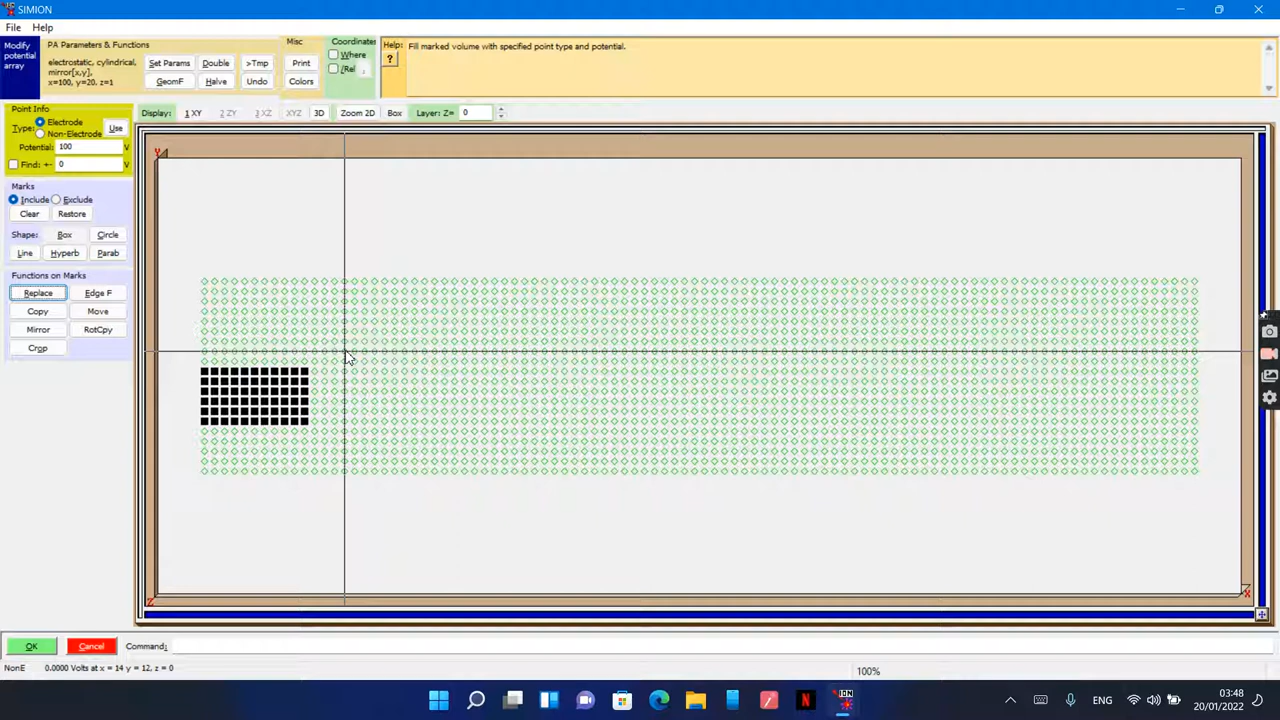 SIMION
File Help
Modify potential array
PA Parameters & Functions
electrostatic, cylindrical,
mirror[x,y],
x=100, y=20, z=1
Set Params Double >Tmp
GeomF Halve Undo
Misc
Print
Colors
Coordinates
Where
/Rel
Help:
?
Fill marked volume with specified point type and potential.
Point Info
Type: Electrode
Non-Electrode
Use
Potential: 100 V
Find: +- 0 V
Display: 1 XY 2 ZY 3 XZ XYZ 3D Zoom 2D Box Layer: Z= 0
Marks
Include Exclude
Clear Restore
Shape: Box Circle
Line Hyperb Parab
Functions on Marks
Replace Edge F
Copy Move
Mirror RotCpy
Crop
Y
Z
X
OK Cancel Command:
NonE 0.0000 Volts at x = 14 y = 12, z = 0
100%
ION
ENG
03:48
20/01/2022